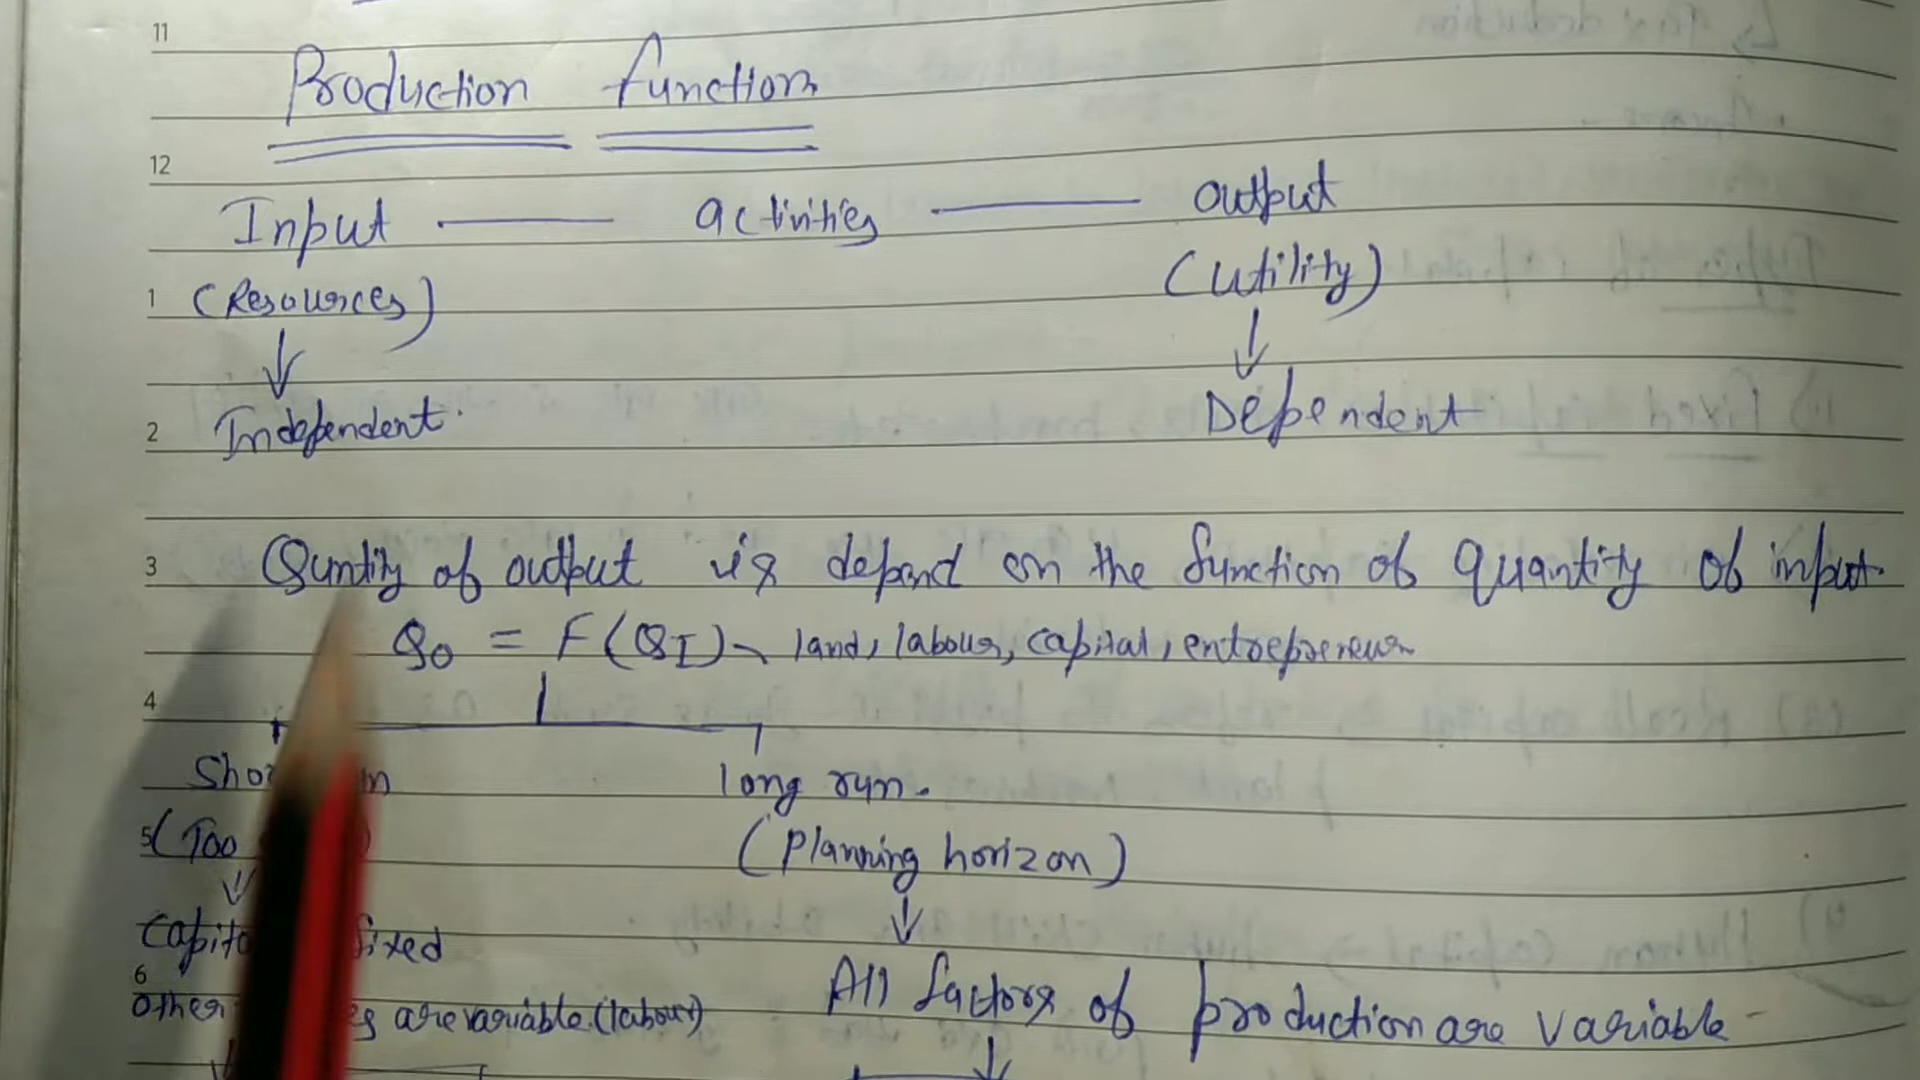 11
Production function
12
Input — activities — output
1 (Resources) (Utility)
↓ ↓
2 Independent. Dependent
3 Quntity of output is depend on the function of quantity of input.
Qo = F(QI) land, labour, capital, entrepreneur
4
long run.
5 (Too (Planning horizon)
↓ ↓
fixed
6 All factors of production are variable
other are variable (labour)